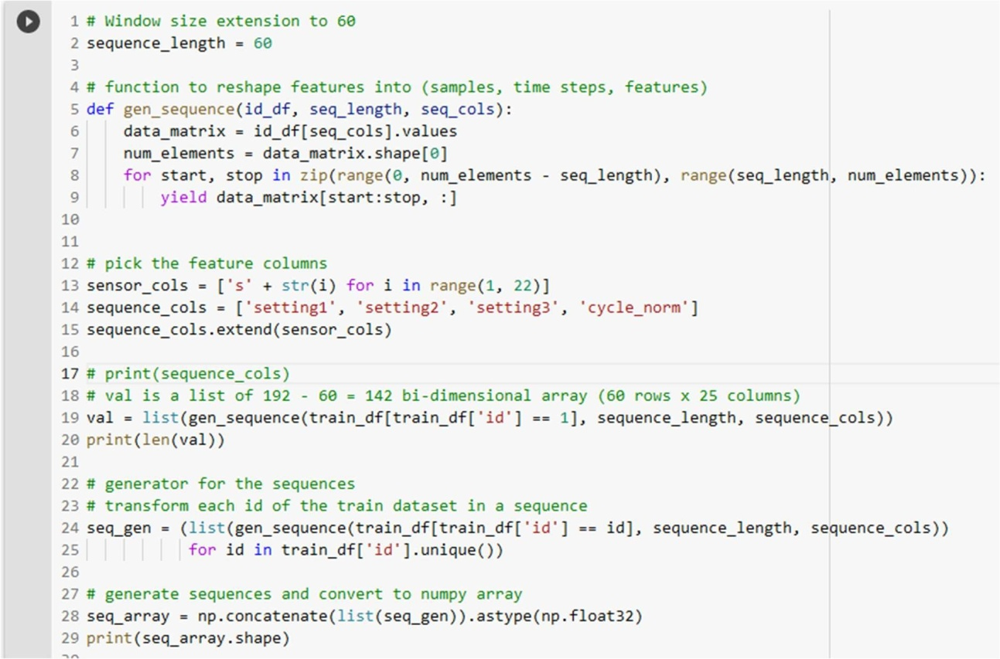 1 # Window size extension to 60
2 sequence_length = 60
3
4 # function to reshape features into (samples, time steps, features)
5 def gen_sequence(id_df, seq_length, seq_cols):
6     data_matrix = id_df[seq_cols].values
7     num_elements = data_matrix.shape[0]
8     for start, stop in zip(range(0, num_elements - seq_length), range(seq_length, num_elements)):
9         yield data_matrix[start:stop, :]
10
11
12 # pick the feature columns
13 sensor_cols = ['s' + str(i) for i in range(1, 22)]
14 sequence_cols = ['setting1', 'setting2', 'setting3', 'cycle_norm']
15 sequence_cols.extend(sensor_cols)
16
17 # print(sequence_cols)
18 # val is a list of 192 - 60 = 142 bi-dimensional array (60 rows x 25 columns)
19 val = list(gen_sequence(train_df[train_df['id'] == 1], sequence_length, sequence_cols))
20 print(len(val))
21
22 # generator for the sequences
23 # transform each id of the train dataset in a sequence
24 seq_gen = (list(gen_sequence(train_df[train_df['id'] == id], sequence_length, sequence_cols))
25            for id in train_df['id'].unique())
26
27 # generate sequences and convert to numpy array
28 seq_array = np.concatenate(list(seq_gen)).astype(np.float32)
29 print(seq_array.shape)